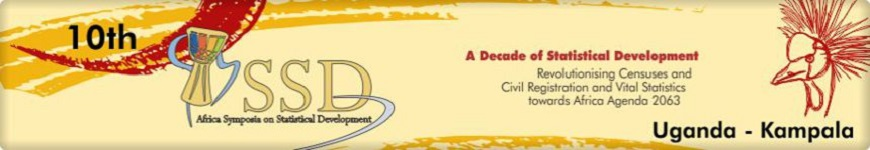 10th
SSD
Africa Symposia on Statistical Development
A Decade of Statistical Development
Revolutionising Censuses and
Civil Registration and Vital Statistics
towards Africa Agenda 2063
Uganda - Kampala